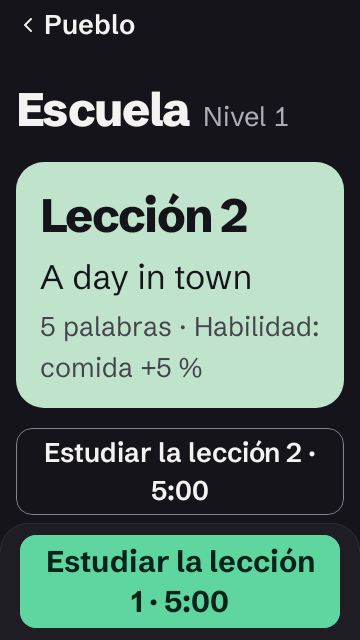 Pueblo
Escuela Nivel 1
Lección 2
A day in town
5 palabras · Habilidad:
comida +5 %
Estudiar la lección 2 ·
5:00
Estudiar la lección
1 · 5:00